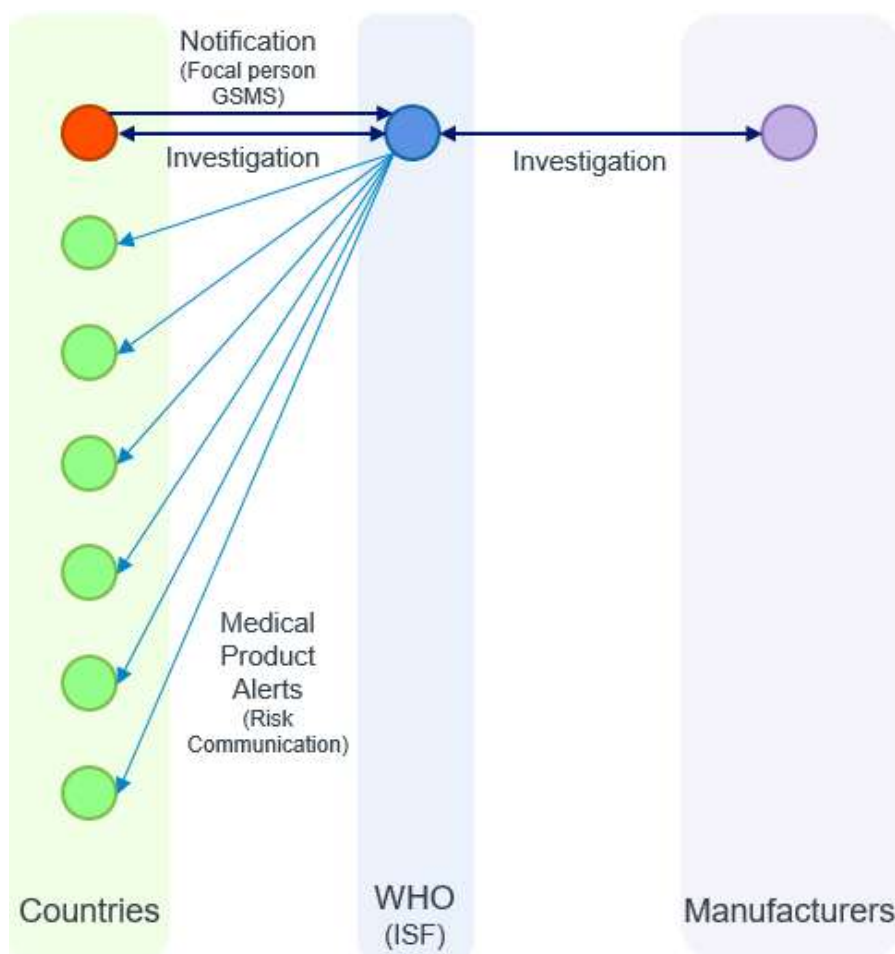 Notification
(Focal person
GSMS)
Investigation
Investigation
Medical
Product
Alerts
(Risk
Communication)
Countries
WHO
(ISF)
Manufacturers